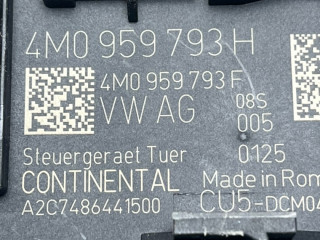 4M0 959 793 H
4M0 959 793 F
VW AG 08S
005
Steuergeraet Tuer 0125
CONTINENTAL Made in Rom
A2C7486441500 CU5-DCM04